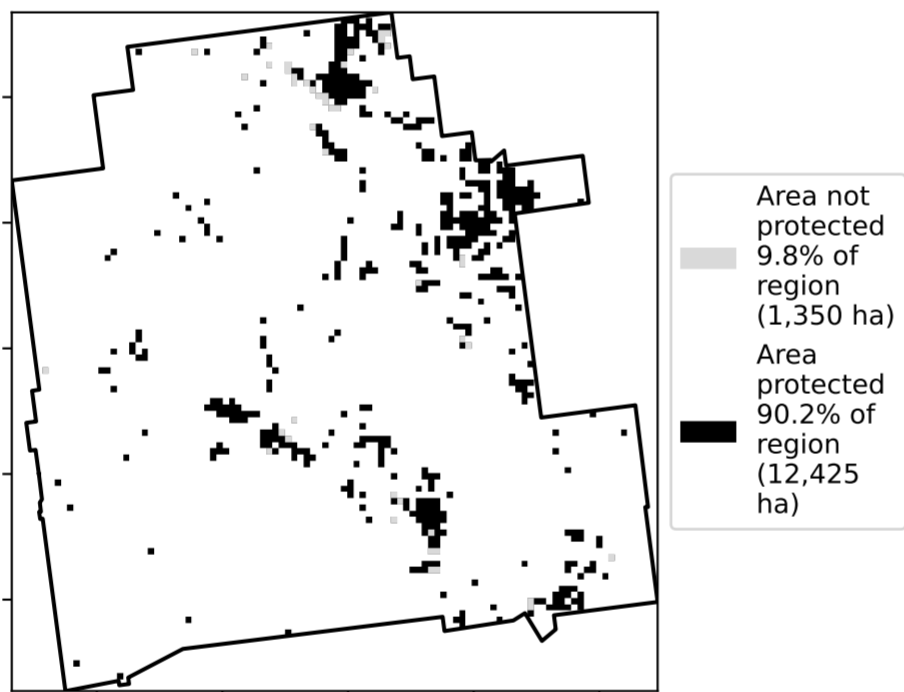 Area not
protected
9.8% of
region
(1,350 ha)
Area
protected
90.2% of
region
(12,425
ha)